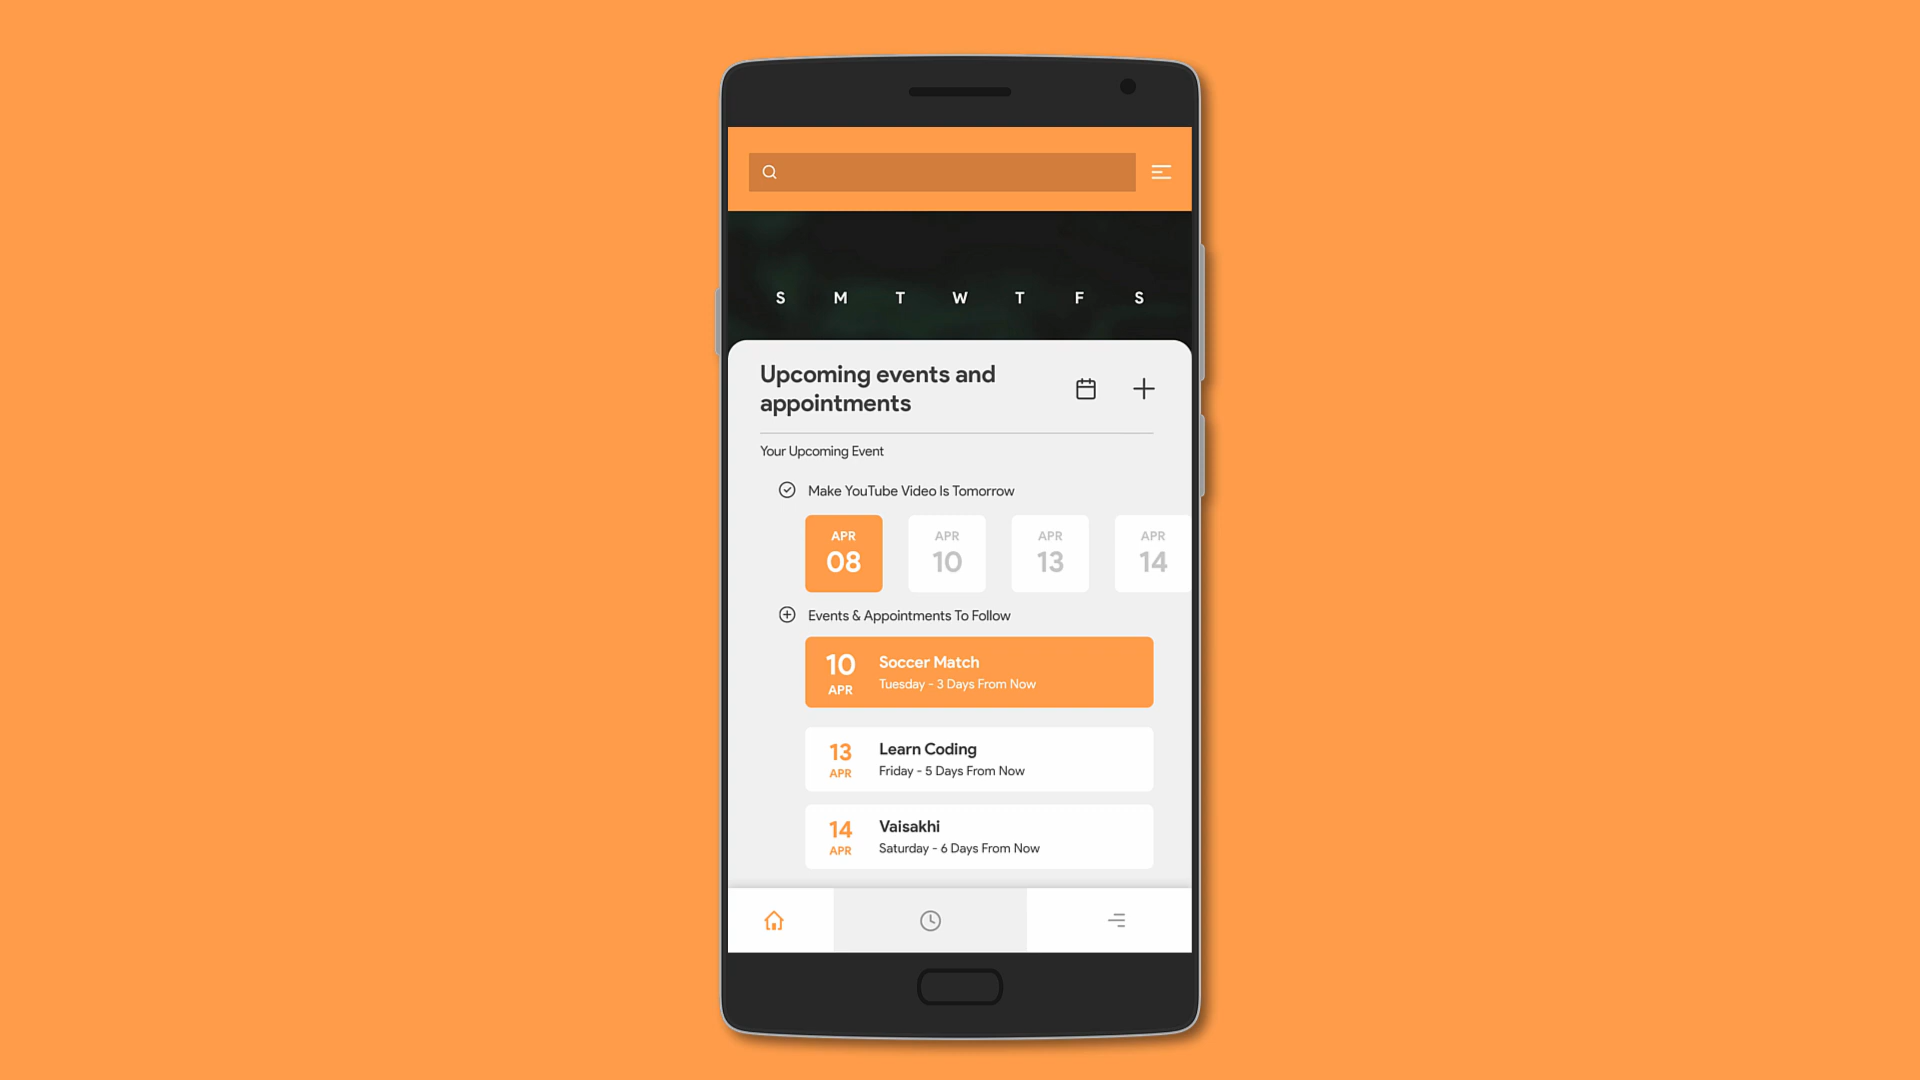 S M T W T F S
Upcoming events and
appointments
Your Upcoming Event
Make YouTube Video Is Tomorrow
APR APR APR APR
08 10 13 14
Events & Appointments To Follow
10 Soccer Match
APR Tuesday - 3 Days From Now
13 Learn Coding
APR Friday - 5 Days From Now
14 Vaisakhi
APR Saturday - 6 Days From Now